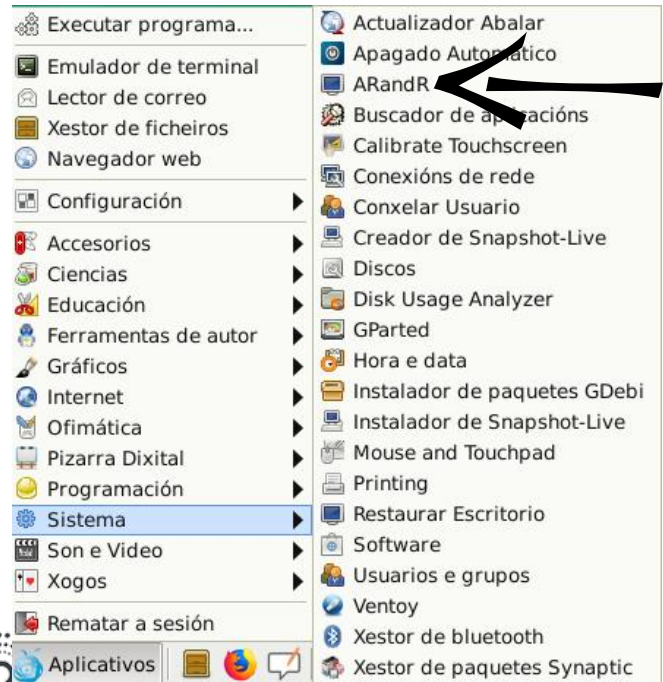 Executar programa...
Emulador de terminal
Lector de correo
Xestor de ficheiros
Navegador web
Configuración
Accesorios
Ciencias
Educación
Ferramentas de autor
Gráficos
Internet
Ofimática
Pizarra Dixital
Programación
Sistema
Son e Video
Xogos
Rematar a sesión
Aplicativos
Actualizador Abalar
Apagado Automático
ARandR
Buscador de aplicacións
Calibrate Touchscreen
Conexións de rede
Conxelar Usuario
Creador de Snapshot-Live
Discos
Disk Usage Analyzer
GParted
Hora e data
Instalador de paquetes GDebi
Instalador de Snapshot-Live
Mouse and Touchpad
Printing
Restaurar Escritorio
Software
Usuarios e grupos
Ventoy
Xestor de bluetooth
Xestor de paquetes Synaptic